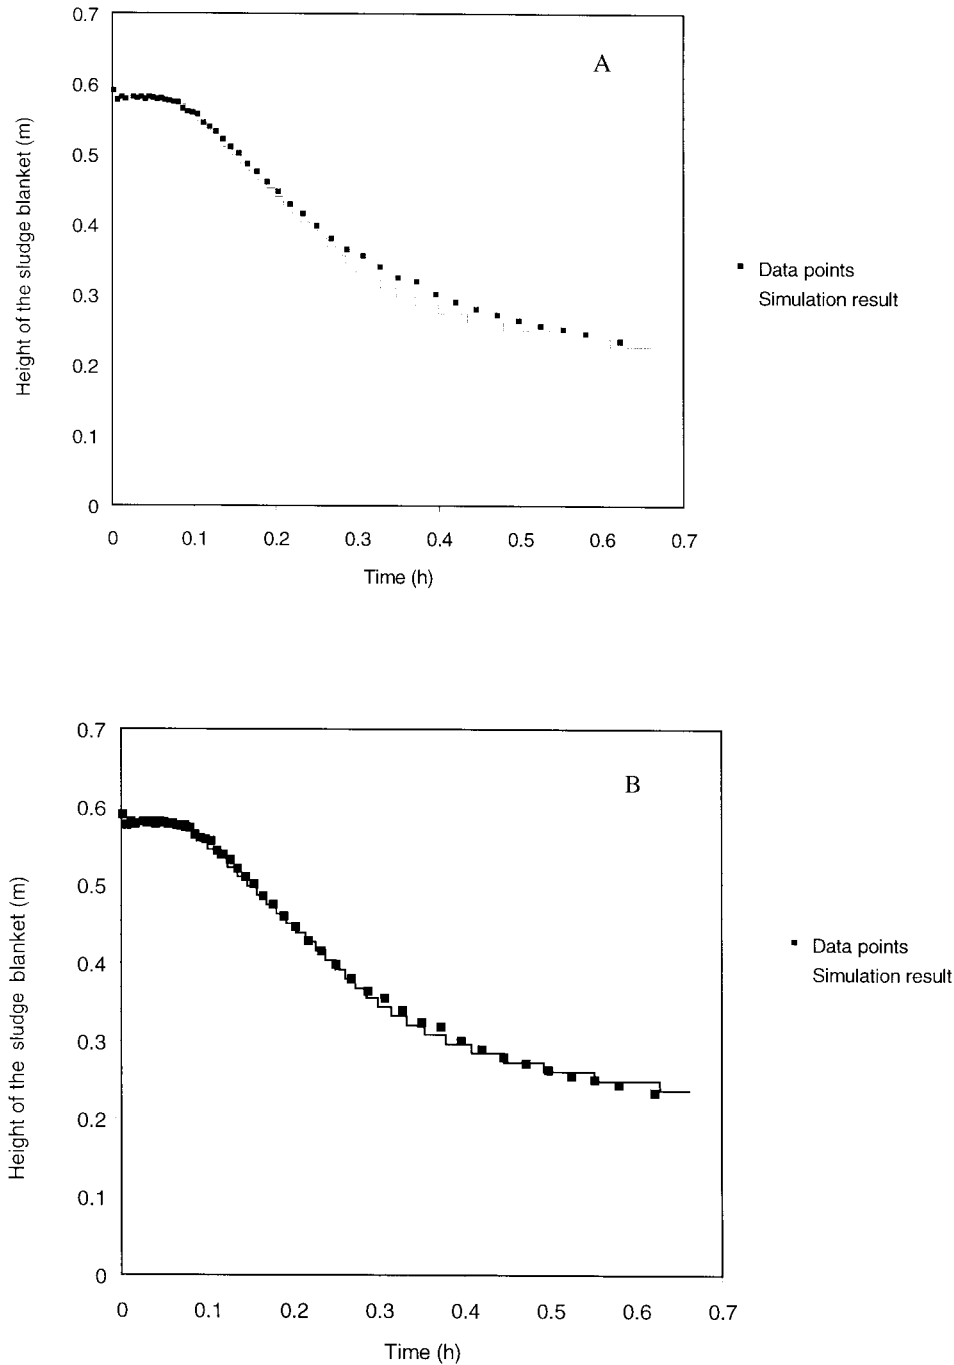 0.7
A
0.6
0.5
0.4
0.3
0.2
0.1
0
Height of the sludge blanket (m)
Data points
Simulation result
0 0.1 0.2 0.3 0.4 0.5 0.6 0.7
Time (h)
0.7
B
0.6
0.5
0.4
0.3
0.2
0.1
0
Height of the sludge blanket (m)
Data points
Simulation result
0 0.1 0.2 0.3 0.4 0.5 0.6 0.7
Time (h)